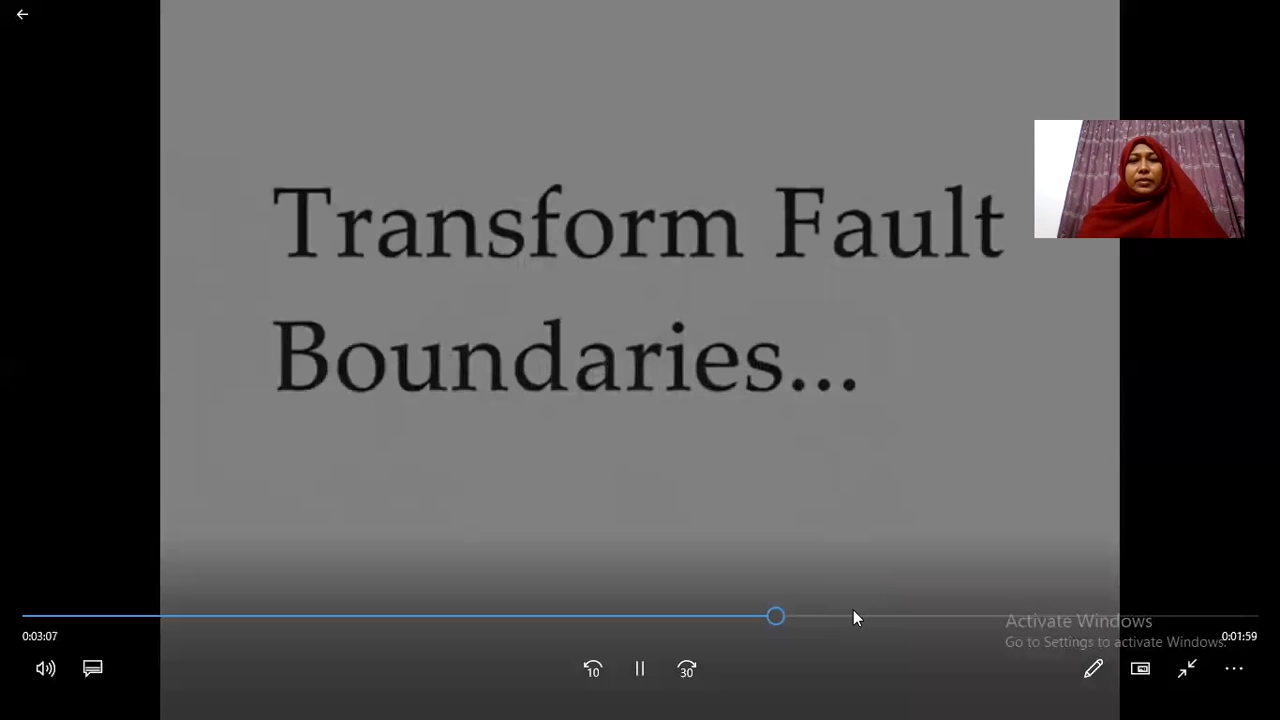 Transform Fault
Boundaries...
Activate Windows
0:03:07
0:01:59
Go to Settings to activate Windows.
10
30